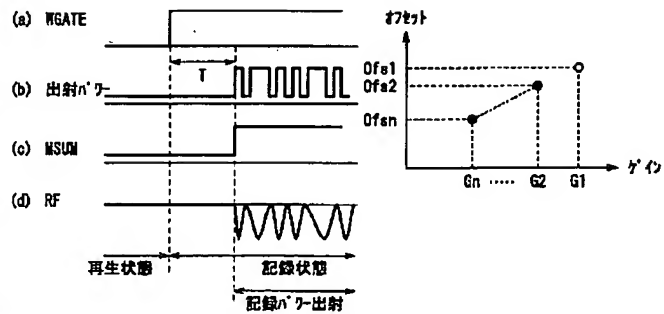 (a) WGATE
T
(b) 出射ﾊﾟﾜｰ
(c) MSUM
(d) RF
再生状態
記録状態
記録ﾊﾟﾜｰ出射
ｵﾌｾｯﾄ
Ofs1
Ofs2
Ofsn
Gn ····· G2 G1
ｹﾞｲﾝ